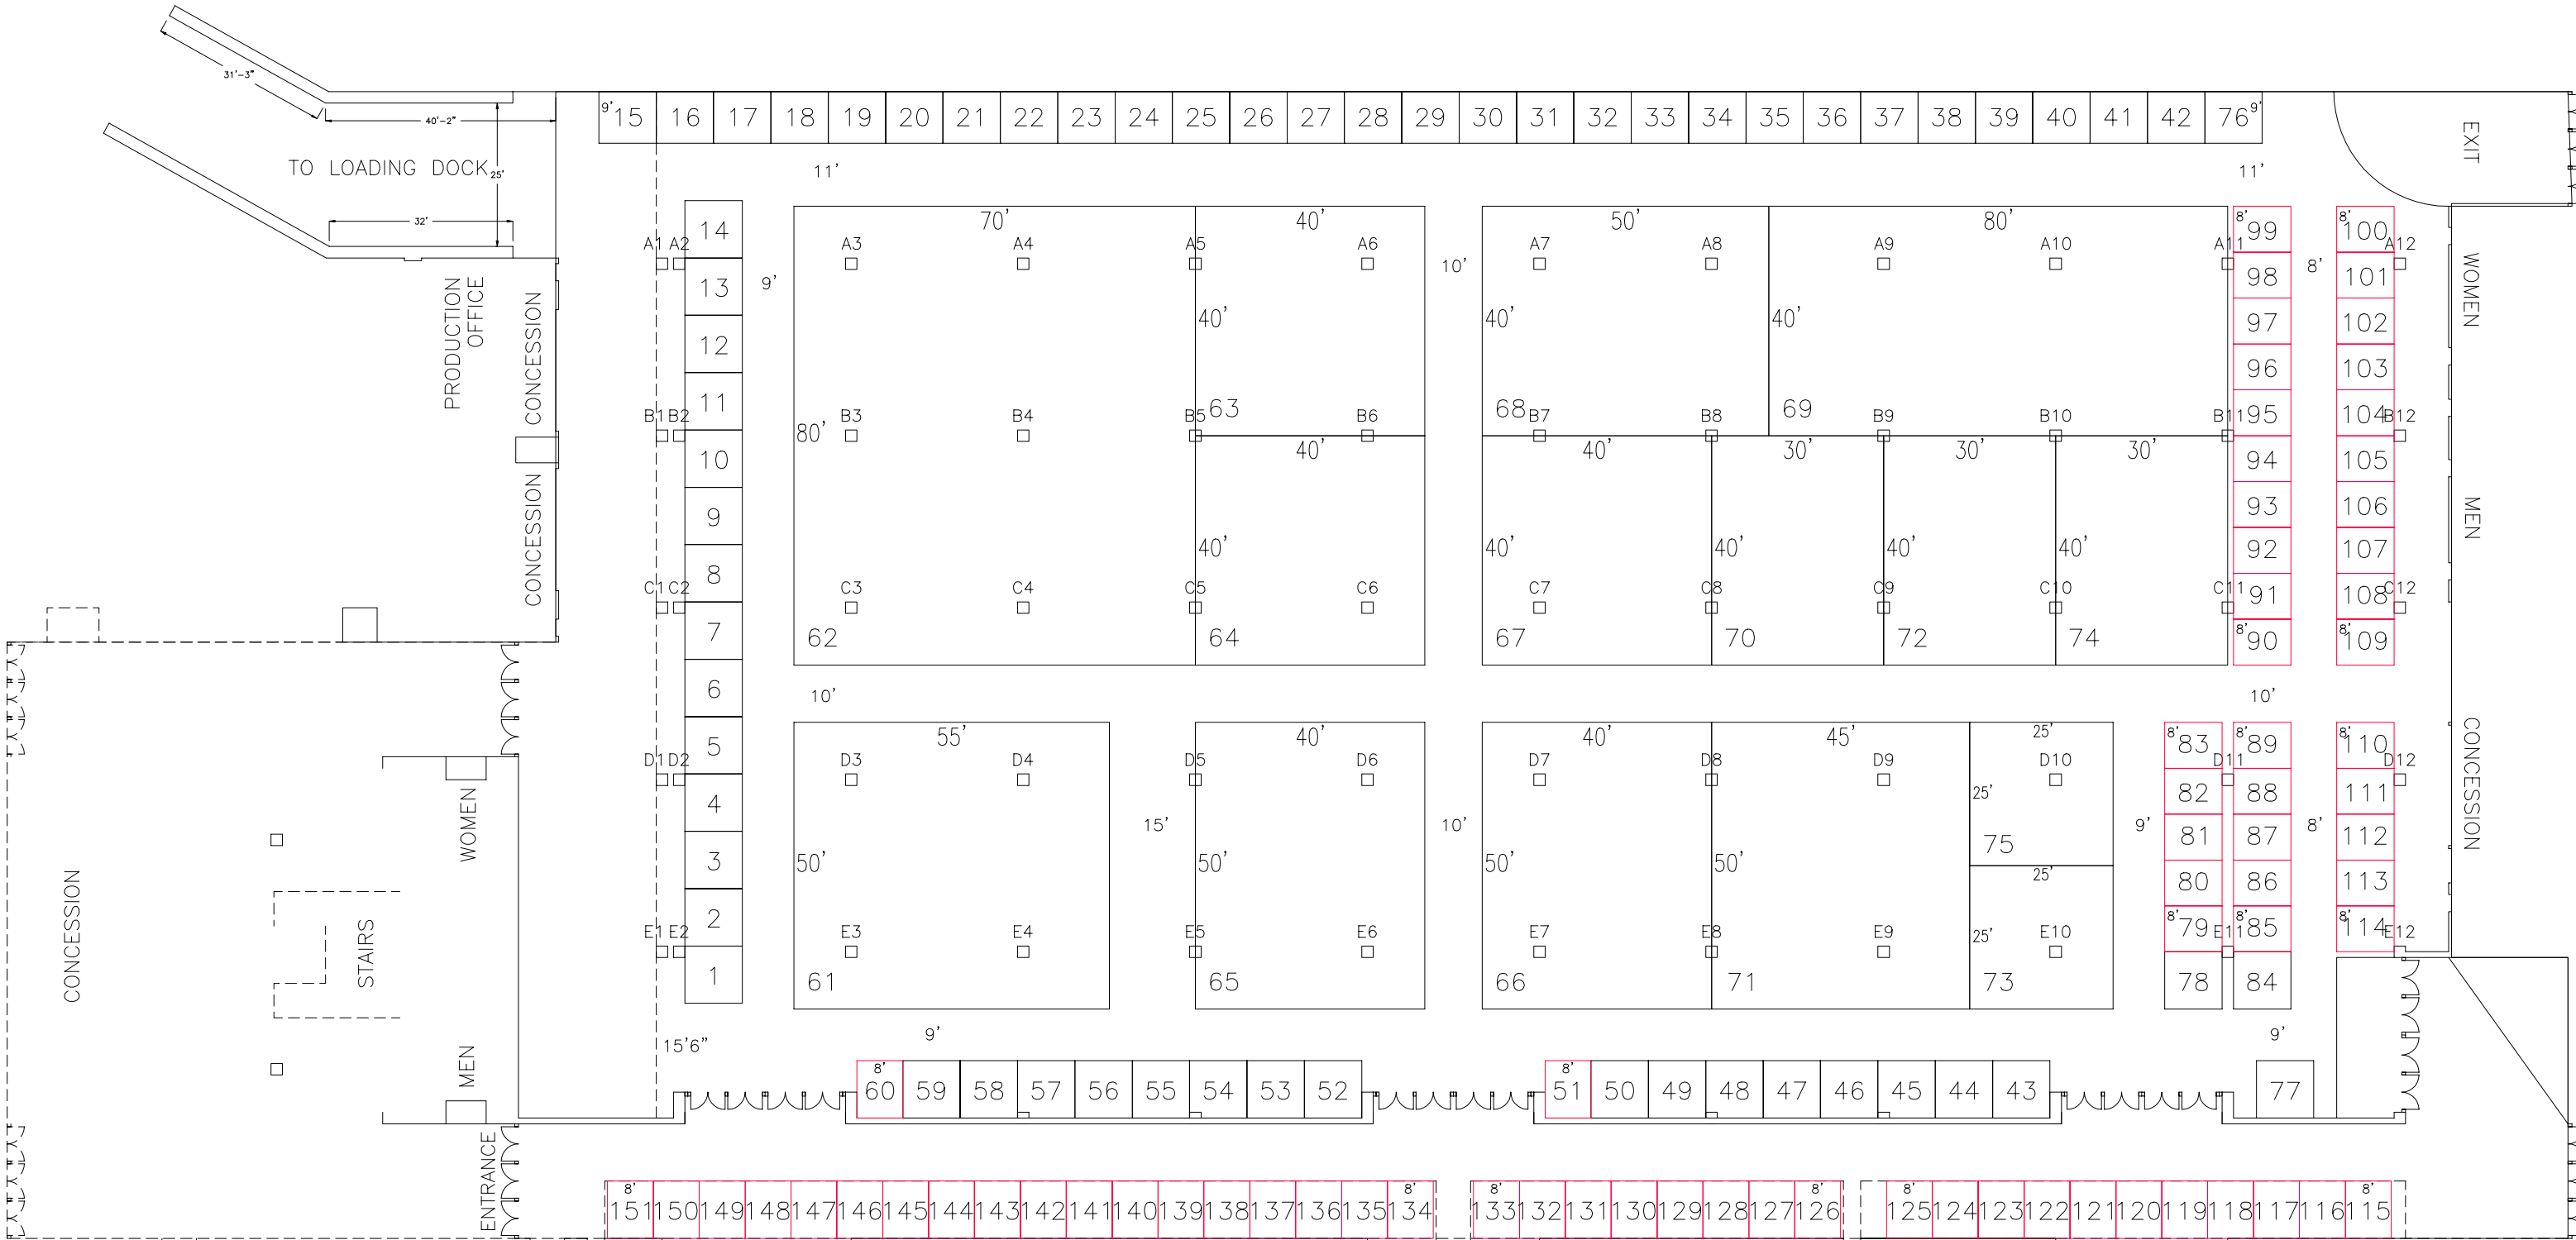 31'-3"
40'-2"
TO LOADING DOCK
25'
32'
9' 15 16 17 18 19 20 21 22 23 24 25 26 27 28 29 30 31 32 33 34 35 36 37 38 39 40 41 42 76 9'
EXIT
11' 11'
14 70' 40' 50' 80' 8' 99 8' 100
A1 A2 A3 A4 A5 A6 A7 A8 A9 A10 A11 A12
13 9' 10' 98 8' 101
PRODUCTION
OFFICE
CONCESSION
WOMEN
12 40' 40' 40' 97 102
96 103
11 63 68 69 95 104
B1 B2 B3 B4 B5 B6 B7 B8 B9 B10 B11 B12
80'
10 40' 40' 30' 30' 30' 94 105
CONCESSION
MEN
9 93 106
8 40' 40' 40' 40' 40' 92 107
C1 C2 C3 C4 C5 C6 C7 C8 C9 C10 C11 C12
91 108
7 62 64 67 70 72 74 8' 90 8' 109
6 10' 10'
5 55' 40' 40' 45' 25' 8' 83 8' 89 8' 110
CONCESSION
D1 D2 D3 D4 D5 D6 D7 D8 D9 D10 D11 D12
4 25' 82 88 111
WOMEN
15' 10' 9' 8'
3 50' 50' 50' 50' 75 81 87 112
25'
80 86 113
2 8' 79 8' 85 8' 114
E1 E2 E3 E4 E5 E6 E7 E8 E9 E10 E11 E12
25'
CONCESSION
STAIRS
1 61 65 66 71 73 78 84
15'6" 9' 9'
MEN
8' 60 59 58 57 56 55 54 53 52 8' 51 50 49 48 47 46 45 44 43 77
ENTRANCE
8' 8' 8' 8' 8' 8'
151 150 149 148 147 146 145 144 143 142 141 140 139 138 137 136 135 134 133 132 131 130 129 128 127 126 125 124 123 122 121 120 119 118 117 116 115